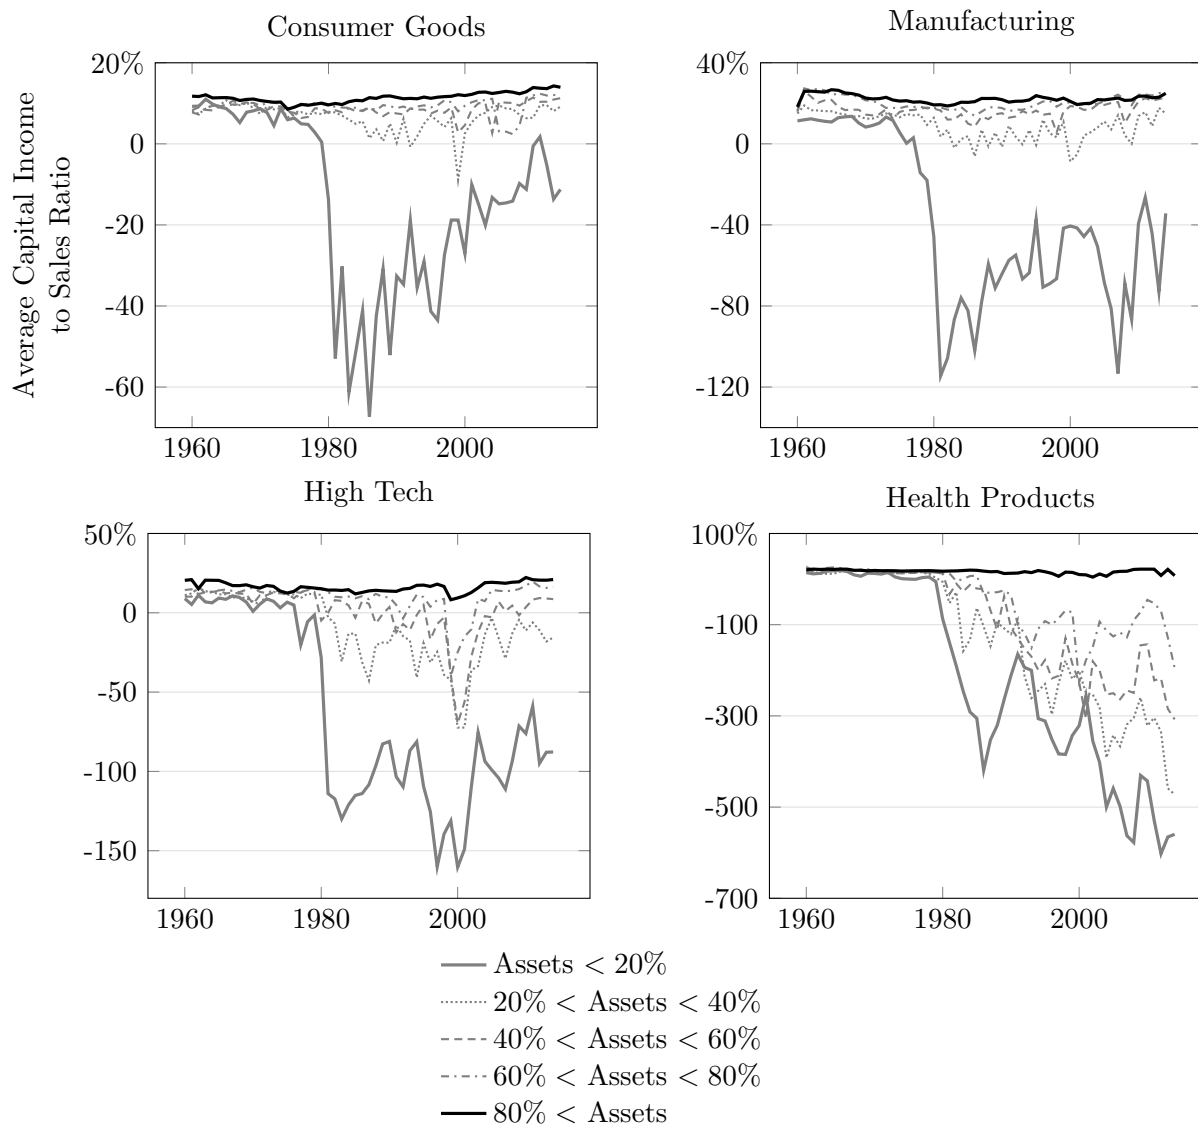 Consumer Goods
Manufacturing
Average Capital Income
to Sales Ratio
20%
0
-20
-40
-60
1960
1980
2000
40%
0
-40
-80
-120
1960
1980
2000
High Tech
Health Products
50%
0
-50
-100
-150
1960
1980
2000
100%
-100
-300
-500
-700
1960
1980
2000
Assets < 20%
20% < Assets < 40%
40% < Assets < 60%
60% < Assets < 80%
80% < Assets